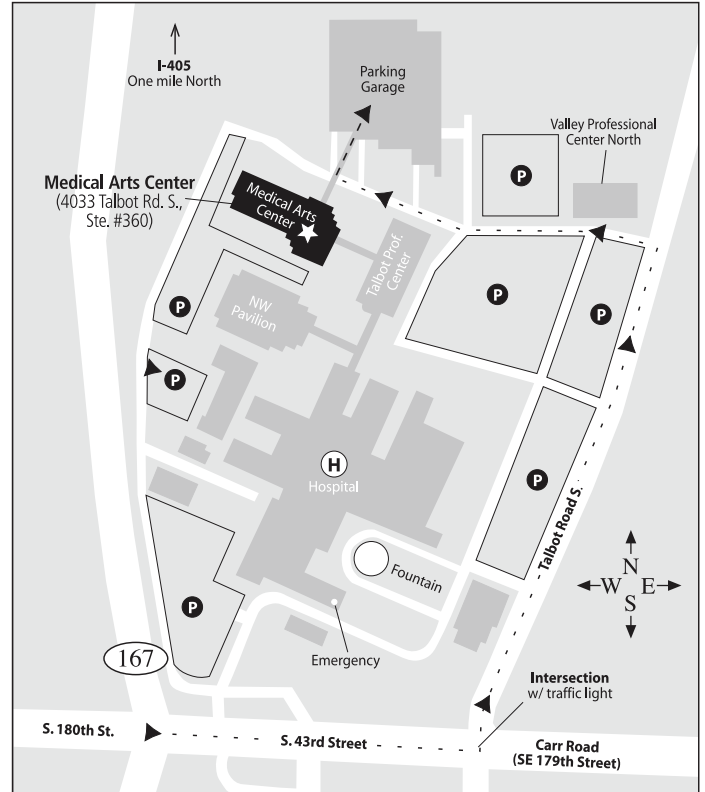 I-405
One mile North
Parking
Garage
Valley Professional
Center North
P
Medical Arts Center
(4033 Talbot Rd. S.,
Ste. #360)
Medical Arts
Center
Talbot Prof.
Center
P
P
P
NW
Pavilion
P
H
Hospital
P
Talbot Road S.
Fountain
N
W E
S
P
Emergency
167
Intersection
w/ traffic light
S. 180th St.
S. 43rd Street
Carr Road
(SE 179th Street)